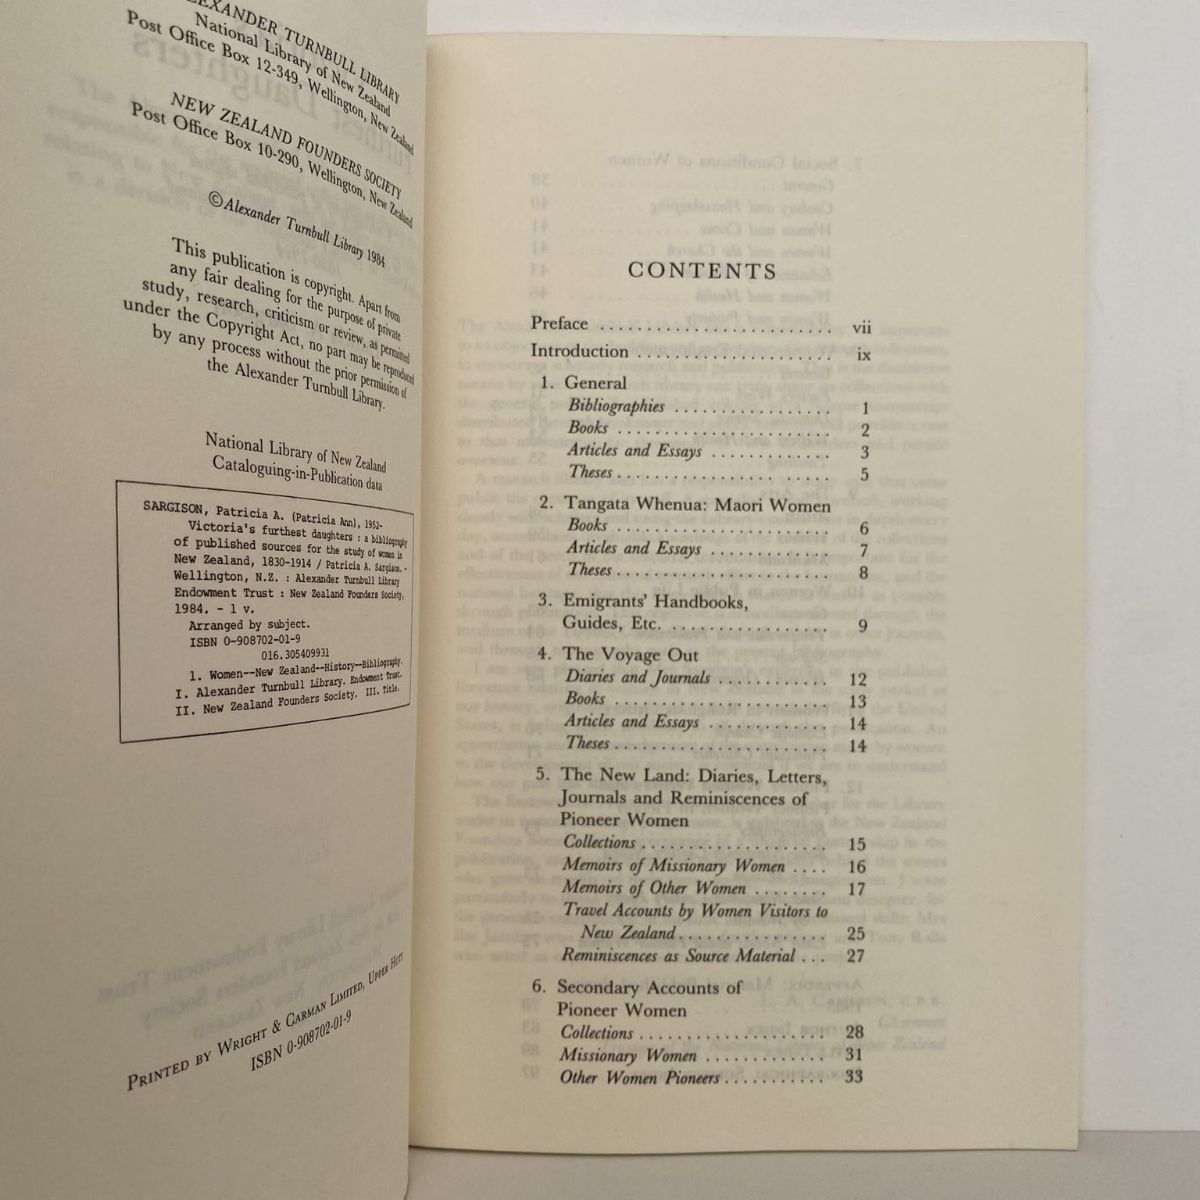 ALEXANDER TURNBULL LIBRARY
National Library of New Zealand
Post Office Box 12-349, Wellington, New Zealand
NEW ZEALAND FOUNDERS SOCIETY
Post Office Box 10-290, Wellington, New Zealand
©Alexander Turnbull Library 1984
This publication is copyright. Apart from
any fair dealing for the purpose of private
study, research, criticism or review, as permitted
under the Copyright Act, no part may be reproduced
by any process without the prior permission of
the Alexander Turnbull Library.
National Library of New Zealand
Cataloguing-in-Publication data
SARGISON, Patricia A. (Patricia Ann), 1952-
Victoria's furthest daughters : a bibliography
of published sources for the study of women in
New Zealand, 1830-1914 / Patricia A. Sargison. -
Wellington, N.Z. : Alexander Turnbull Library
Endowment Trust : New Zealand Founders Society,
1984. - 1 v.
Arranged by subject.
ISBN 0-908702-01-9
016.305409931
1. Women--New Zealand--History--Bibliography.
I. Alexander Turnbull Library. Endowment Trust.
II. New Zealand Founders Society. III. Title.
PRINTED BY WRIGHT & CARMAN LIMITED, UPPER HUTT
ISBN 0-908702-01-9
CONTENTS
Preface ........................ vii
Introduction .................... ix
1. General
Bibliographies ................ 1
Books ...................... 2
Articles and Essays ............ 3
Theses ................ ..... 5
2. Tangata Whenua: Maori Women
Books ...................... 6
Articles and Essays ............ 7
Theses ...................... 8
3. Emigrants' Handbooks,
Guides, Etc. ................ 9
4. The Voyage Out
Diaries and Journals ........... 12
Books ...................... 13
Articles and Essays ............ 14
Theses ...................... 14
5. The New Land: Diaries, Letters,
Journals and Reminiscences of
Pioneer Women
Collections ................... 15
Memoirs of Missionary Women .... 16
Memoirs of Other Women ........ 17
Travel Accounts by Women Visitors to
New Zealand ............... 25
Reminiscences as Source Material ... 27
6. Secondary Accounts of
Pioneer Women
Collections ................... 28
Missionary Women ............ 31
Other Women Pioneers ........... 33